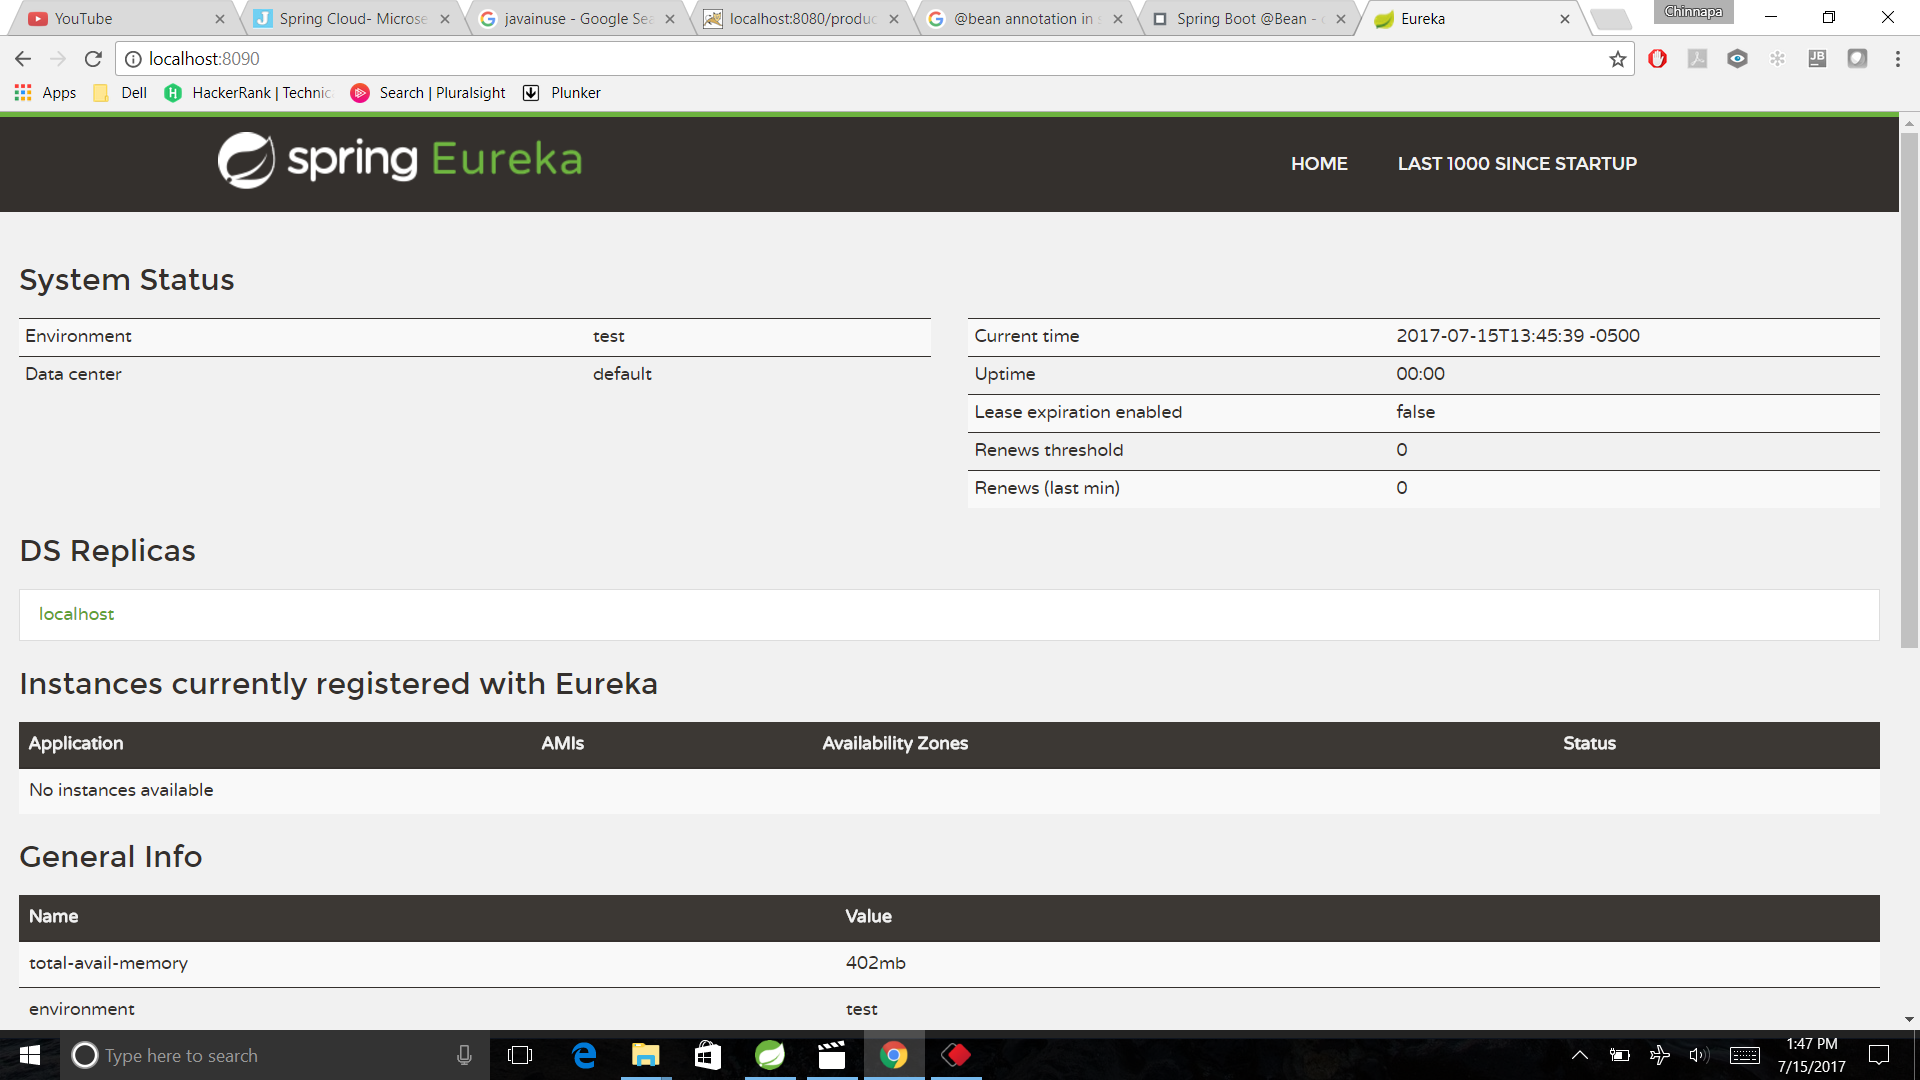 YouTube
Spring Cloud- Microse
javainuse - Google Sea
localhost:8080/produc
@bean annotation in s
Spring Boot @Bean -
Eureka
Chinnapa
localhost:8090
JB
Apps
Dell
HackerRank | Technic
Search | Pluralsight
Plunker
spring Eureka
HOME
LAST 1000 SINCE STARTUP
System Status
Environment test
Data center default
Current time 2017-07-15T13:45:39 -0500
Uptime 00:00
Lease expiration enabled false
Renews threshold 0
Renews (last min) 0
DS Replicas
localhost
Instances currently registered with Eureka
Application AMIs Availability Zones Status
No instances available
General Info
Name Value
total-avail-memory 402mb
environment test
Type here to search
1:47 PM
7/15/2017